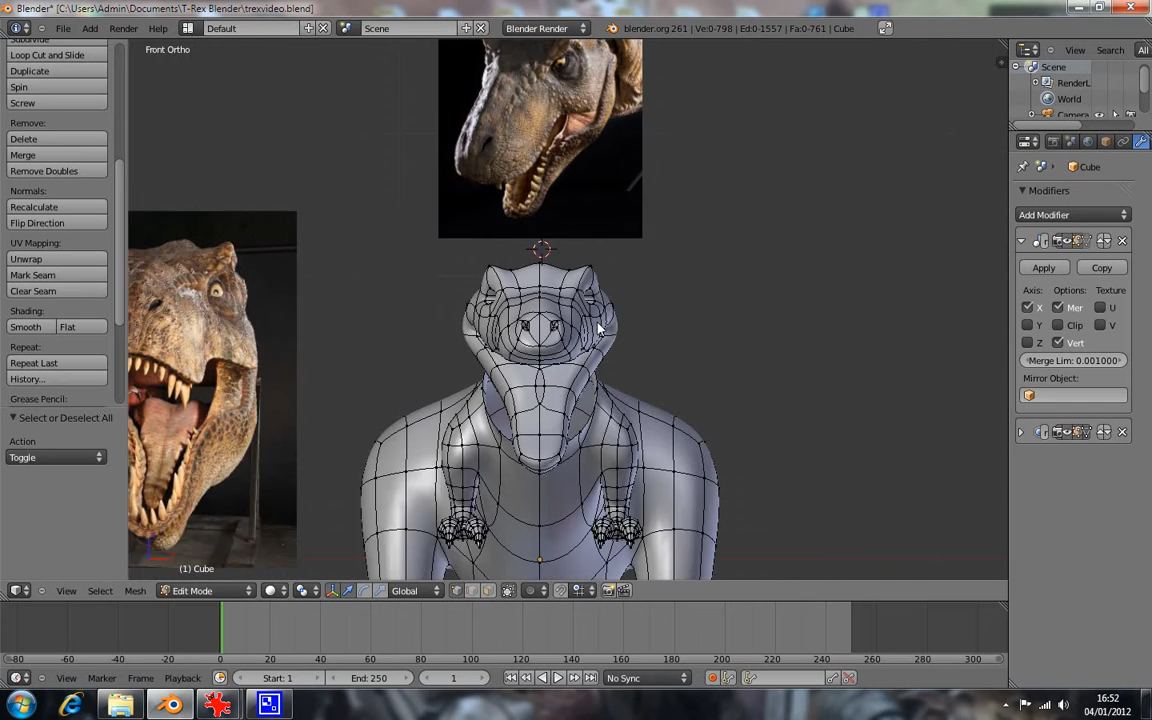 Blender* [C:\Users\Admin\Documents\T-Rex Blender\trexvideo.blend]
File Add Render Help Default Scene Blender Render blender.org 261 | Ve:0-798 | Ed:0-1557 | Fa:0-761 | Cube View Search All
Front Ortho
Subdivide
Loop Cut and Slide
Duplicate
Spin
Screw
Remove:
Delete
Merge
Remove Doubles
Normals:
Recalculate
Flip Direction
UV Mapping:
Unwrap
Mark Seam
Clear Seam
Shading:
Smooth Flat
Repeat:
Repeat Last
History...
Grease Pencil:
Select or Deselect All
Action
Toggle
Scene
RenderL
World
Camera
Cube
Modifiers
Add Modifier
Apply Copy
Axis: Options: Texture
X Mer U
Y Clip V
Z Vert
Merge Lim: 0.001000
Mirror Object:
(1) Cube
View Select Mesh Edit Mode Global
-80 -60 -40 -20 0 20 40 60 80 100 120 140 160 180 200 220 240 260 280 300
View Marker Frame Playback Start: 1 End: 250 1 No Sync
16:52
04/01/2012